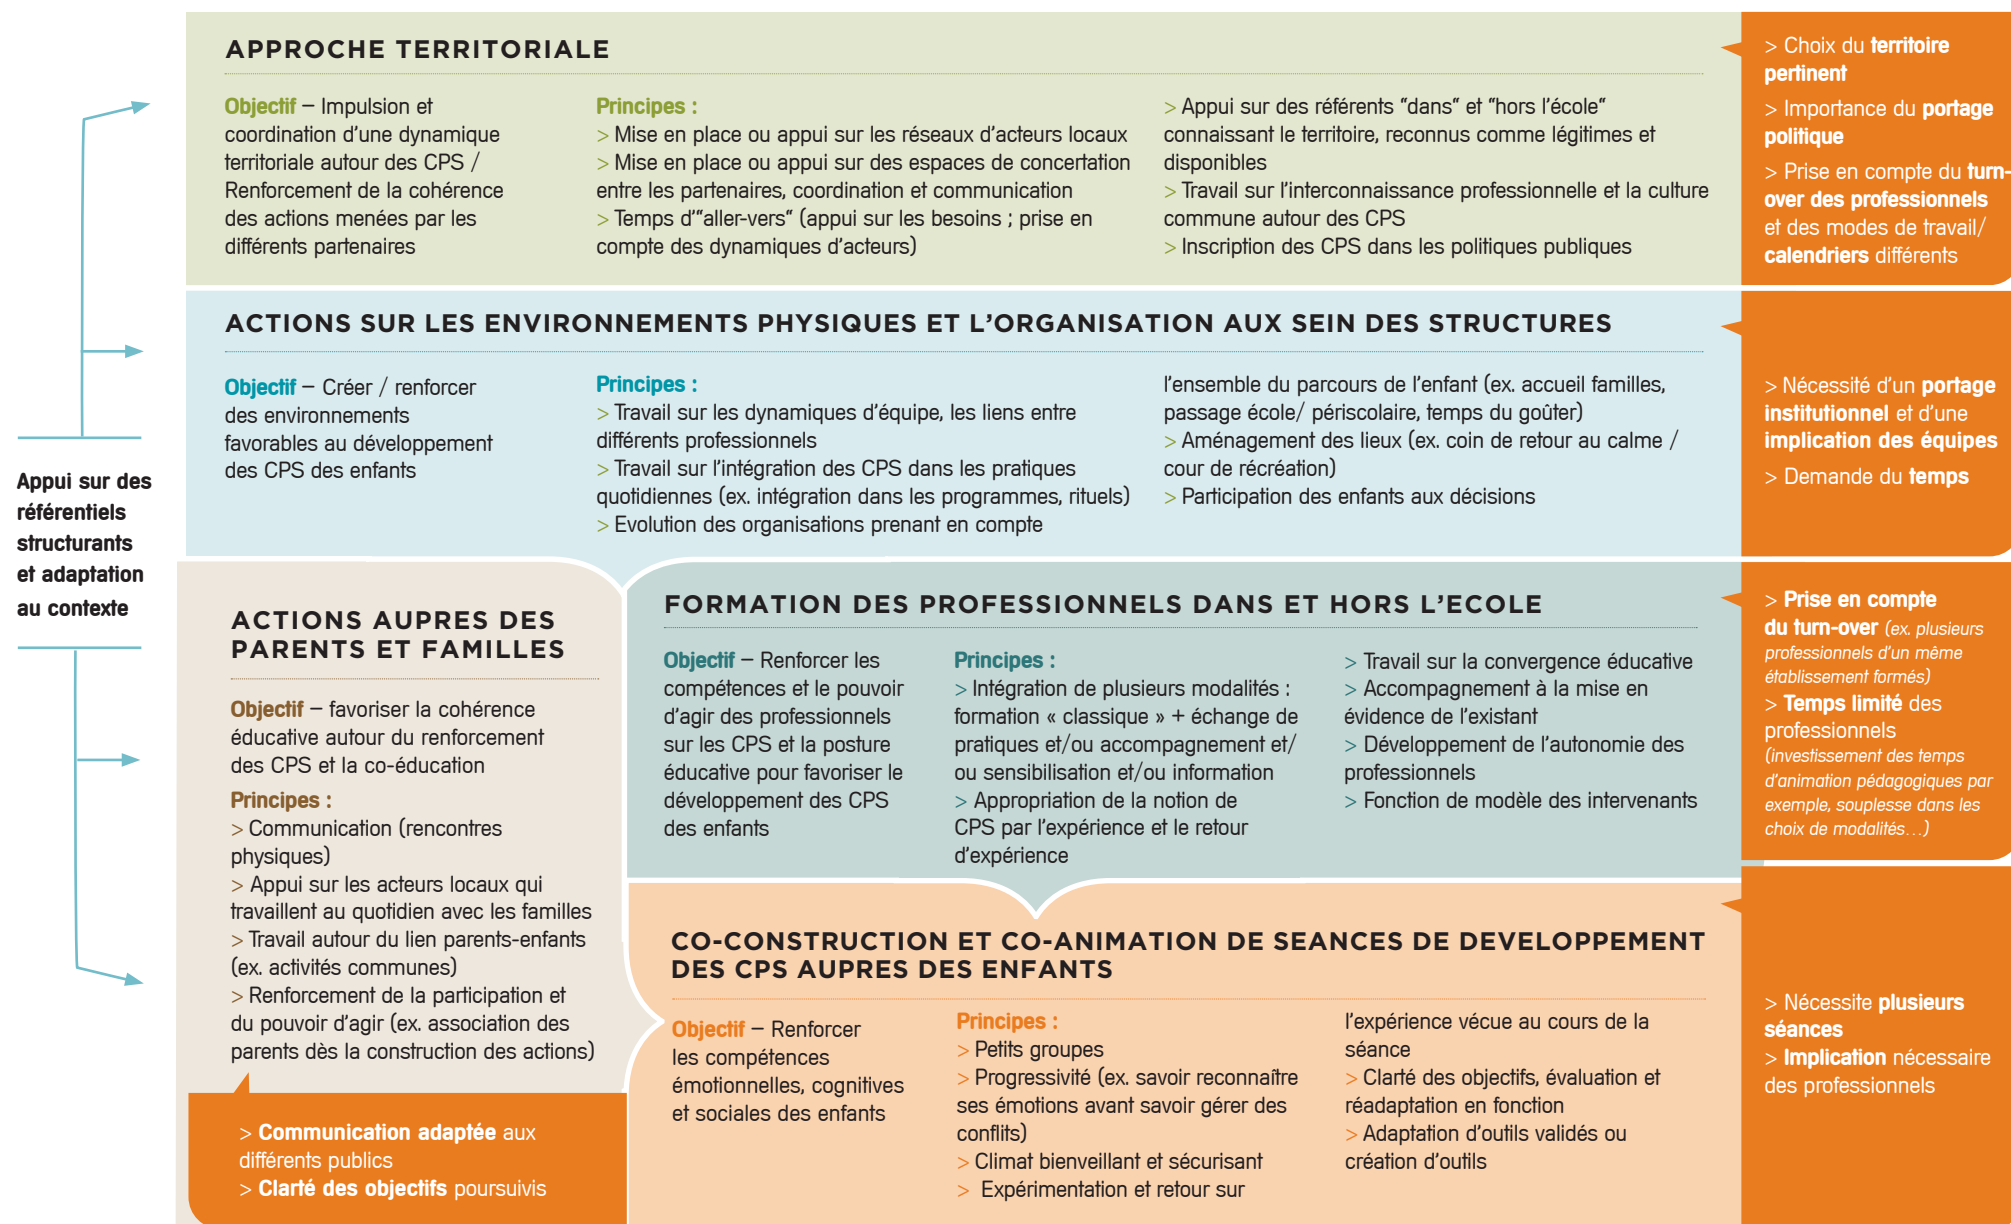 APPROCHE TERRITORIALE
Objectif – Impulsion et
coordination d'une dynamique
territoriale autour des CPS /
Renforcement de la cohérence
des actions menées par les
différents partenaires
Principes :
> Mise en place ou appui sur les réseaux d'acteurs locaux
> Mise en place ou appui sur des espaces de concertation
entre les partenaires, coordination et communication
> Temps d'"aller-vers" (appui sur les besoins ; prise en
compte des dynamiques d'acteurs)
> Appui sur des référents "dans" et "hors l'école"
connaissant le territoire, reconnus comme légitimes et
disponibles
> Travail sur l'interconnaissance professionnelle et la culture
commune autour des CPS
> Inscription des CPS dans les politiques publiques
> Choix du territoire
pertinent
> Importance du portage
politique
> Prise en compte du turn-
over des professionnels
et des modes de travail/
calendriers différents
ACTIONS SUR LES ENVIRONNEMENTS PHYSIQUES ET L'ORGANISATION AUX SEIN DES STRUCTURES
Objectif – Créer / renforcer
des environnements
favorables au développement
des CPS des enfants
Principes :
> Travail sur les dynamiques d'équipe, les liens entre
différents professionnels
> Travail sur l'intégration des CPS dans les pratiques
quotidiennes (ex. intégration dans les programmes, rituels)
> Evolution des organisations prenant en compte
l'ensemble du parcours de l'enfant (ex. accueil familles,
passage école/ périscolaire, temps du goûter)
> Aménagement des lieux (ex. coin de retour au calme /
cour de récréation)
> Participation des enfants aux décisions
> Nécessité d'un portage
institutionnel et d'une
implication des équipes
> Demande du temps
Appui sur des
référentiels
structurants
et adaptation
au contexte
ACTIONS AUPRES DES
PARENTS ET FAMILLES
Objectif – favoriser la cohérence
éducative autour du renforcement
des CPS et la co-éducation
Principes :
> Communication (rencontres
physiques)
> Appui sur les acteurs locaux qui
travaillent au quotidien avec les familles
> Travail autour du lien parents-enfants
(ex. activités communes)
> Renforcement de la participation et
du pouvoir d'agir (ex. association des
parents dès la construction des actions)
> Communication adaptée aux
différents publics
> Clarté des objectifs poursuivis
FORMATION DES PROFESSIONNELS DANS ET HORS L'ECOLE
Objectif – Renforcer les
compétences et le pouvoir
d'agir des professionnels
sur les CPS et la posture
éducative pour favoriser le
développement des CPS
des enfants
Principes :
> Intégration de plusieurs modalités :
formation « classique » + échange de
pratiques et/ou accompagnement et/
ou sensibilisation et/ou information
> Appropriation de la notion de
CPS par l'expérience et le retour
d'expérience
> Travail sur la convergence éducative
> Accompagnement à la mise en
évidence de l'existant
> Développement de l'autonomie des
professionnels
> Fonction de modèle des intervenants
> Prise en compte
du turn-over (ex. plusieurs
professionnels d'un même
établissement formés)
> Temps limité des
professionnels
(investissement des temps
d'animation pédagogiques par
exemple, souplesse dans les
choix de modalités…)
CO-CONSTRUCTION ET CO-ANIMATION DE SEANCES DE DEVELOPPEMENT
DES CPS AUPRES DES ENFANTS
Objectif – Renforcer
les compétences
émotionnelles, cognitives
et sociales des enfants
Principes :
> Petits groupes
> Progressivité (ex. savoir reconnaître
ses émotions avant savoir gérer des
conflits)
> Climat bienveillant et sécurisant
> Expérimentation et retour sur
l'expérience vécue au cours de la
séance
> Clarté des objectifs, évaluation et
réadaptation en fonction
> Adaptation d'outils validés ou
création d'outils
> Nécessite plusieurs
séances
> Implication nécessaire
des professionnels